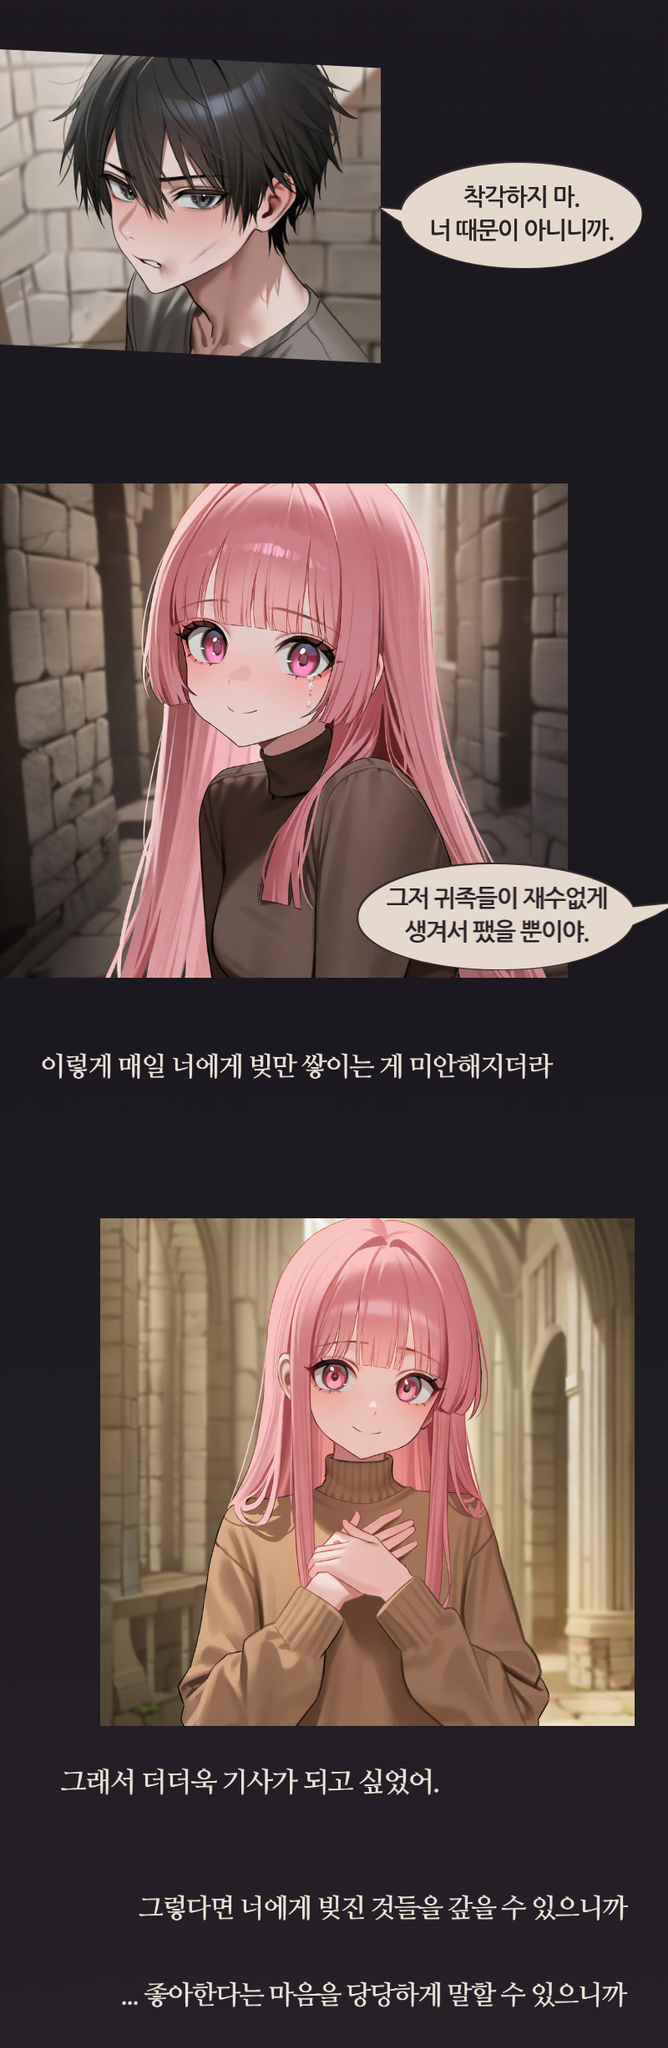 착각하지 마.
너 때문이 아니니까.
그저 귀족들이 재수없게
생겨서 팼을 뿐이야.
이렇게 매일 너에게 빚만 쌓이는 게 미안해지더라
그래서 더더욱 기사가 되고 싶었어.
그렇다면 너에게 빚진 것들을 갚을 수 있으니까
... 좋아한다는 마음을 당당하게 말할 수 있으니까